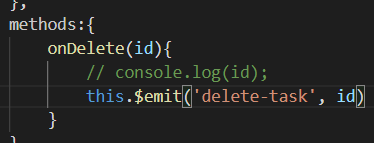 },
methods:{
onDelete(id){
// console.log(id);
this.$emit('delete-task', id)
}
}